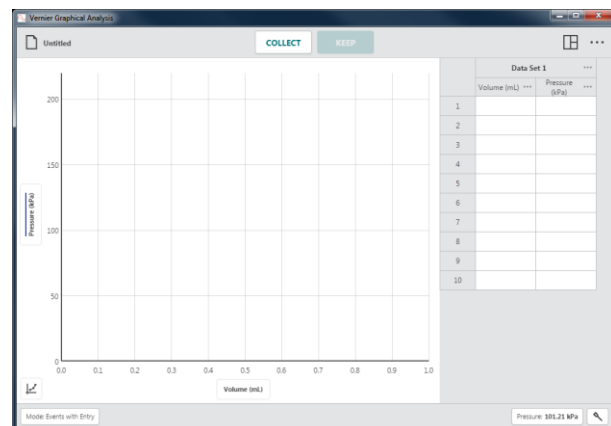 Vernier Graphical Analysis
Untitled
COLLECT
KEEP
Data Set 1
Volume (mL)
Pressure
(kPa)
1
2
3
4
5
6
7
8
9
10
200
150
100
50
0
Pressure (kPa)
0.0 0.1 0.2 0.3 0.4 0.5 0.6 0.7 0.8 0.9 1.0
Volume (mL)
Mode: Events with Entry
Pressure: 101.21 kPa